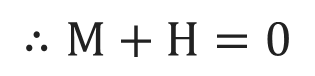 ∴ M + H = 0